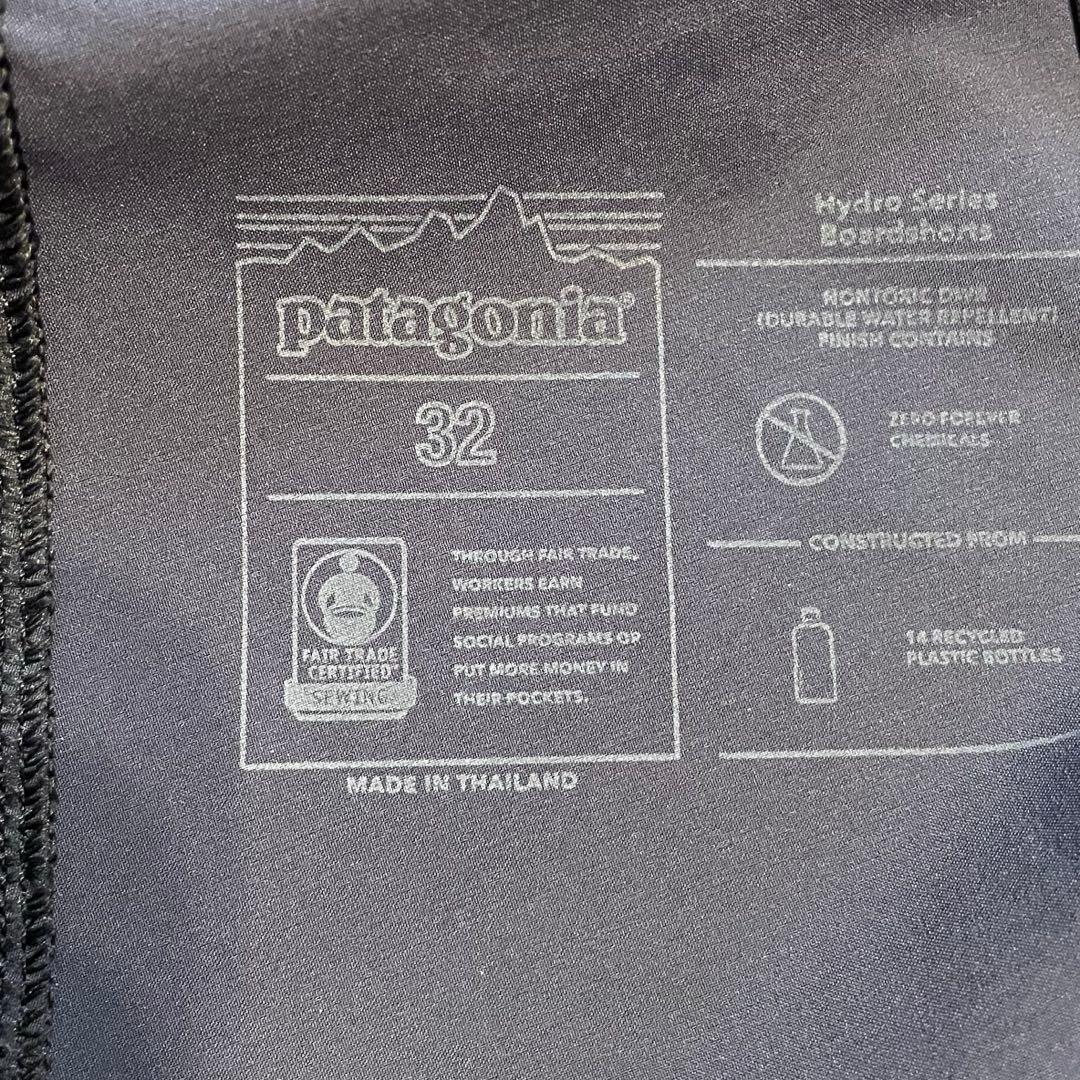 patagonia®
32
FAIR TRADE
CERTIFIED™
SEWING
THROUGH FAIR TRADE,
WORKERS EARN
PREMIUMS THAT FUND
SOCIAL PROGRAMS OR
PUT MORE MONEY IN
THEIR POCKETS.
MADE IN THAILAND
Hydro Series
Boardshorts
NONTOXIC DWR
(DURABLE WATER REPELLENT)
FINISH CONTAINS
ZERO FOREVER
CHEMICALS
CONSTRUCTED FROM
14 RECYCLED
PLASTIC BOTTLES